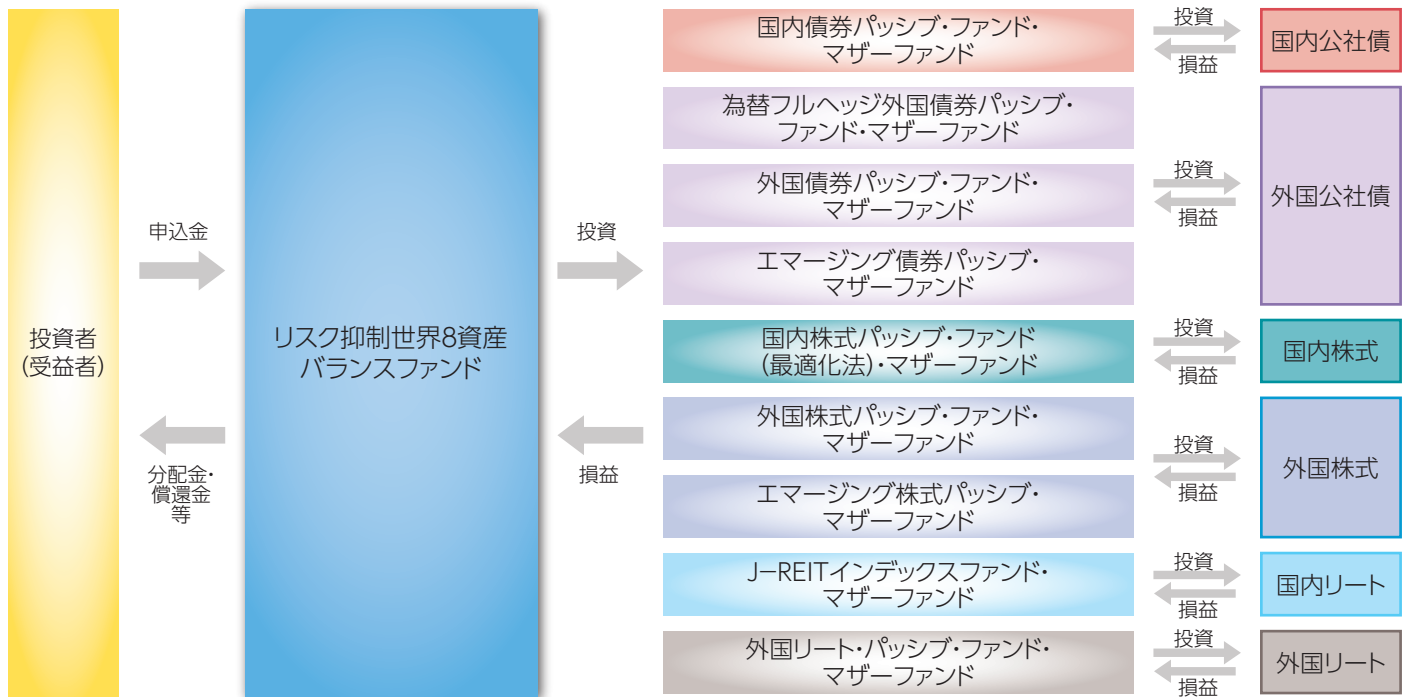 投資者
(受益者)
申込金
分配金・
償還金
等
リスク抑制世界8資産
バランスファンド
投資
損益
国内債券パッシブ・ファンド・
マザーファンド
投資
損益
国内公社債
為替フルヘッジ外国債券パッシブ・
ファンド・マザーファンド
外国債券パッシブ・ファンド・
マザーファンド
エマージング債券パッシブ・
マザーファンド
投資
損益
外国公社債
国内株式パッシブ・ファンド
(最適化法)・マザーファンド
投資
損益
国内株式
外国株式パッシブ・ファンド・
マザーファンド
エマージング株式パッシブ・
マザーファンド
投資
損益
外国株式
J−REITインデックスファンド・
マザーファンド
投資
損益
国内リート
外国リート・パッシブ・ファンド・
マザーファンド
投資
損益
外国リート